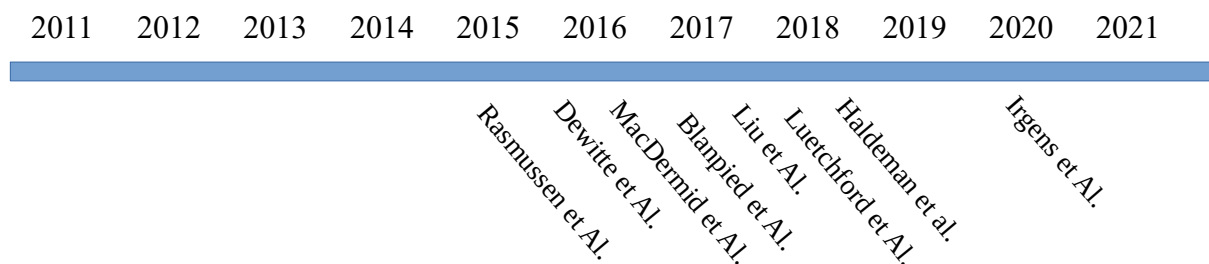 2011 2012 2013 2014 2015 2016 2017 2018 2019 2020 2021
Rasmussen et Al.
Dewitte et Al.
MacDermid et Al.
Blanpied et Al.
Liu et Al.
Luetchford et Al.
Haldeman et al.
Irgens et Al.